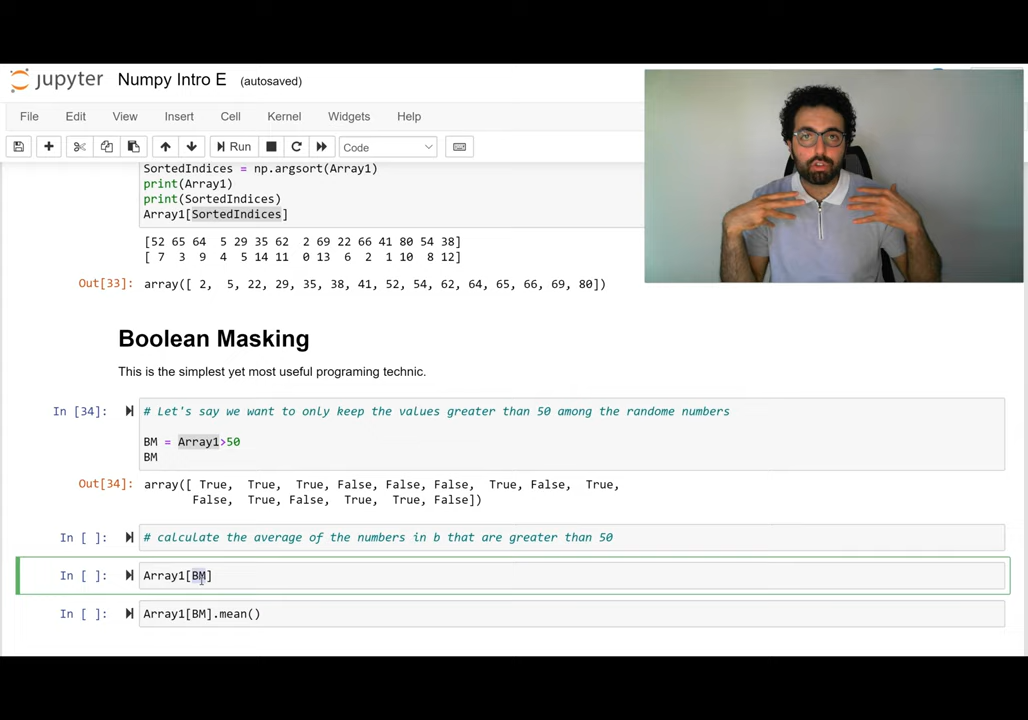 jupyter Numpy Intro E (autosaved)
File Edit View Insert Cell Kernel Widgets Help
Run Code
SortedIndices = np.argsort(Array1)
print(Array1)
print(SortedIndices)
Array1[SortedIndices]
[52 65 64  5 29 35 62  2 69 22 66 41 80 54 38]
[ 7  3  9  4  5 14 11  0 13  6  2  1 10  8 12]
Out[33]: array([ 2,  5, 22, 29, 35, 38, 41, 52, 54, 62, 64, 65, 66, 69, 80])
Boolean Masking
This is the simplest yet most useful programing technic.
In [34]: # Let's say we want to only keep the values greater than 50 among the randome numbers
BM = Array1>50
BM
Out[34]: array([ True,  True,  True, False, False, False,  True, False,  True,
False,  True, False,  True,  True, False])
In [ ]: # calculate the average of the numbers in b that are greater than 50
In [ ]: Array1[BM]
In [ ]: Array1[BM].mean()